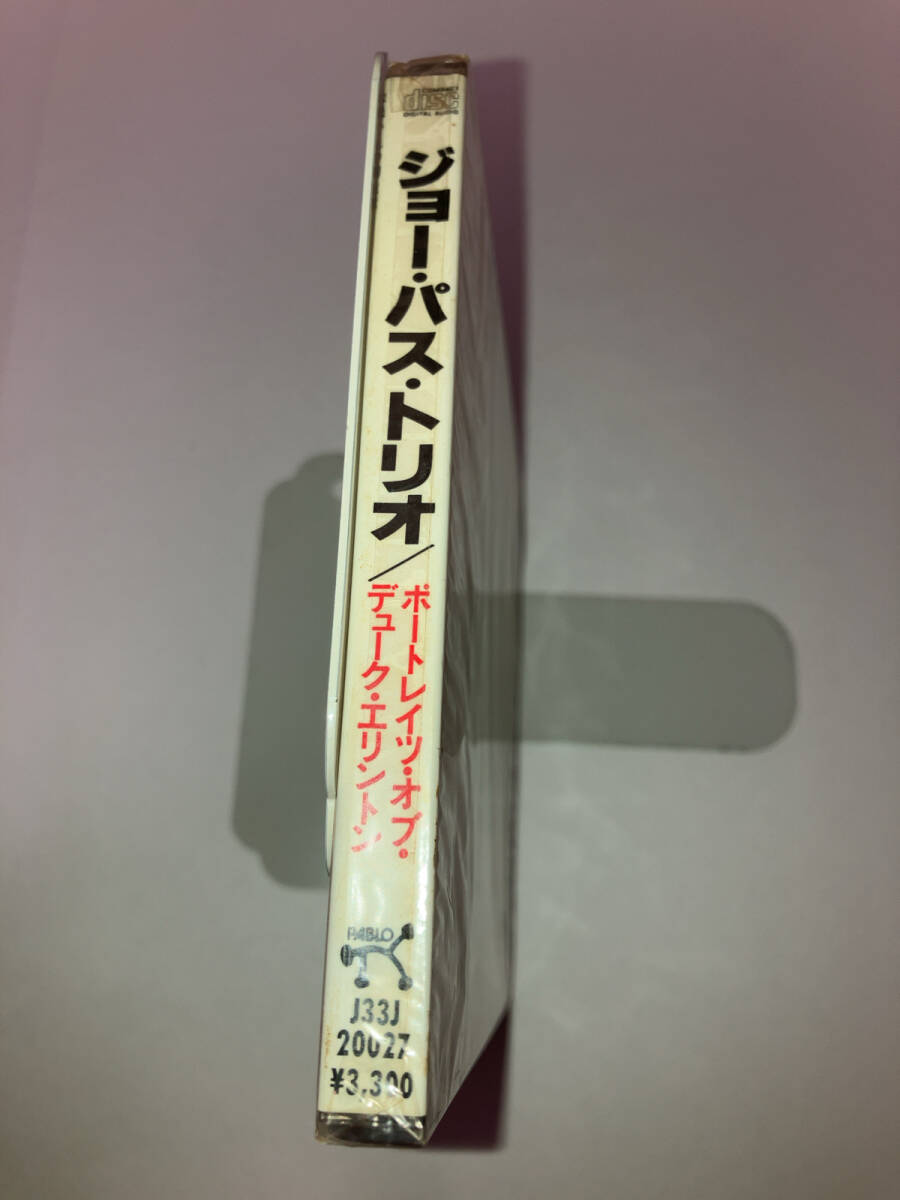 COMPACT
disc
DIGITAL AUDIO
ジョー・パス・トリオ/
ポートレイツ・オブ・
デューク・エリントン
PABLO
J33J
20027
¥3,300